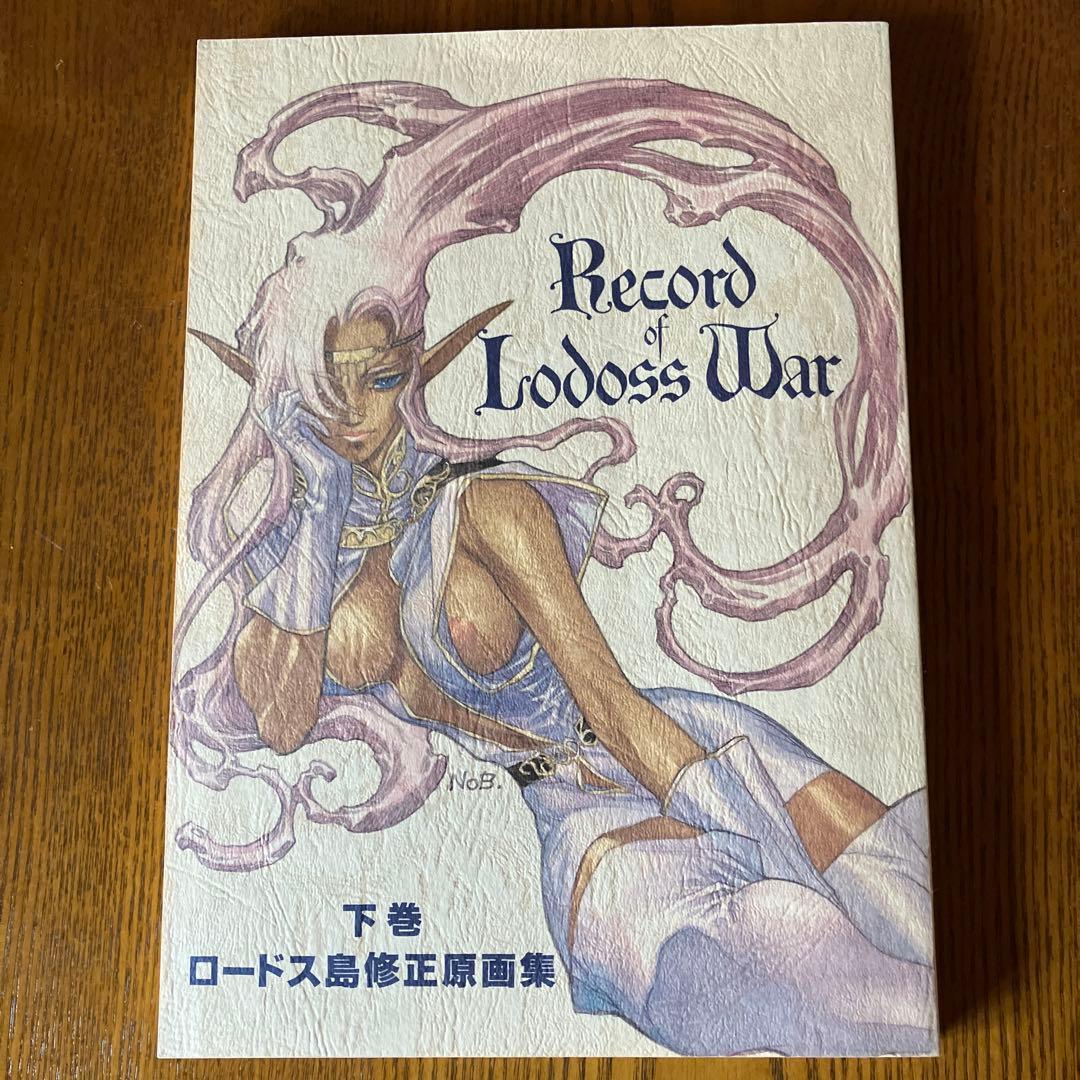 Record
of
Lodoss War
NoB.
下巻
ロードス島修正原画集